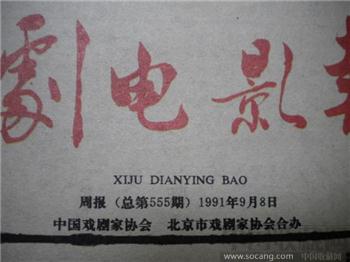 劇电影
XIJU DIANYING BAO
周报（总第555期）1991年9月8日
中国戏剧家协会 北京市戏剧家协会合办
www.socang.com